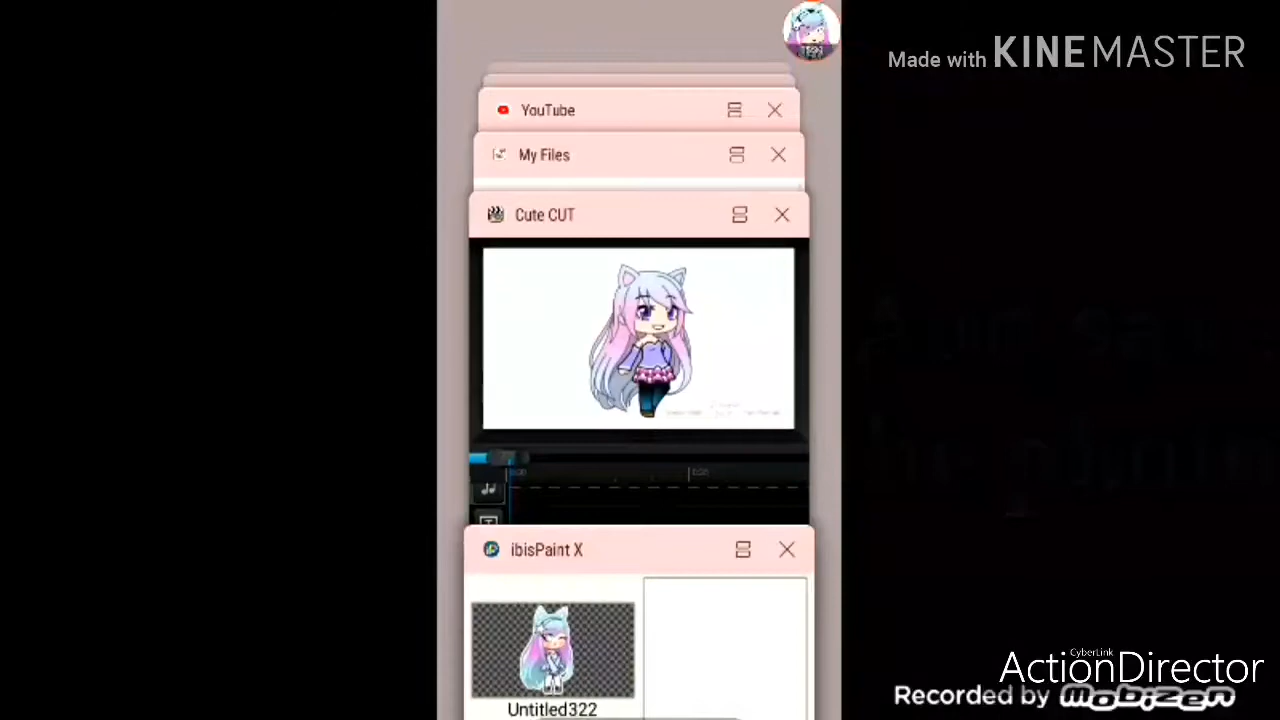 Made with KINEMASTER
YouTube
My Files
Cute CUT
ibisPaint X
Untitled322
CyberLink
ActionDirector
Recorded by mobizen